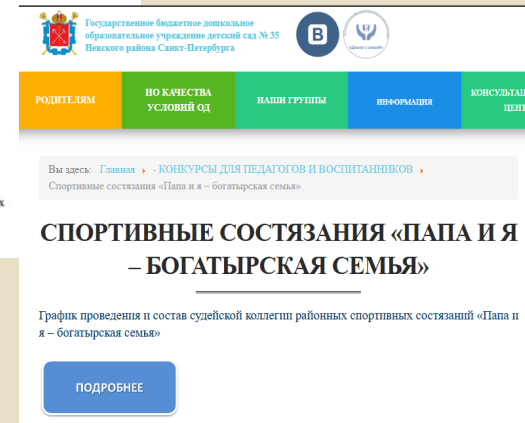 Государственное бюджетное дошкольное
образовательное учреждение детский сад № 35
Невского района Санкт-Петербурга
В
РОДИТЕЛЯМ
НО КАЧЕСТВА
УСЛОВИЙ ОД
НАШИ ГРУППЫ
ИНФОРМАЦИЯ
КОНСУЛЬТАЦ
ЦЕНТ
Вы здесь: Главная - КОНКУРСЫ ДЛЯ ПЕДАГОГОВ И ВОСПИТАННИКОВ
Спортивные состязания «Папа и я – богатырская семья»
х
СПОРТИВНЫЕ СОСТЯЗАНИЯ «ПАПА И Я
– БОГАТЫРСКАЯ СЕМЬЯ»
График проведения и состав судейской коллегии районных спортивных состязаний «Папа и
я – богатырская семья»
ПОДРОБНЕЕ